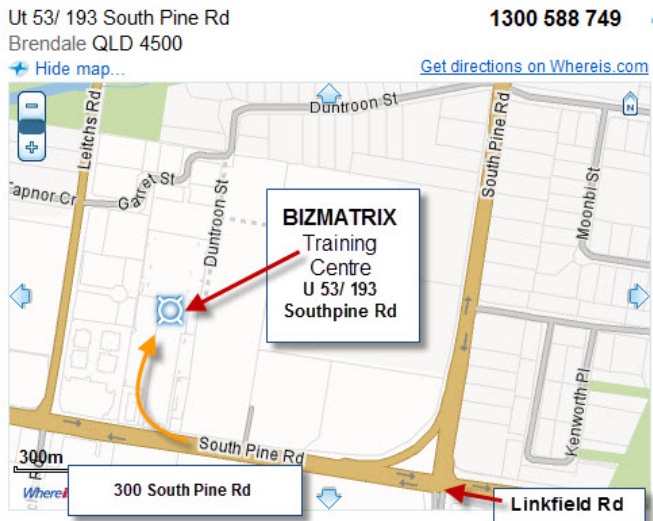 Ut 53/ 193 South Pine Rd
1300 588 749
Brendale QLD 4500
Hide map...
Get directions on Whereis.com
Duntroon St
N
Leitchs Rd
South Pine Rd
Garret St
apnor Cr
Duntroon St
Moonbi St
BIZMATRIX
Training
Centre
U 53/ 193
Southpine Rd
Kenworth Pl
South Pine Rd
300m
Whereis
300 South Pine Rd
Linkfield Rd